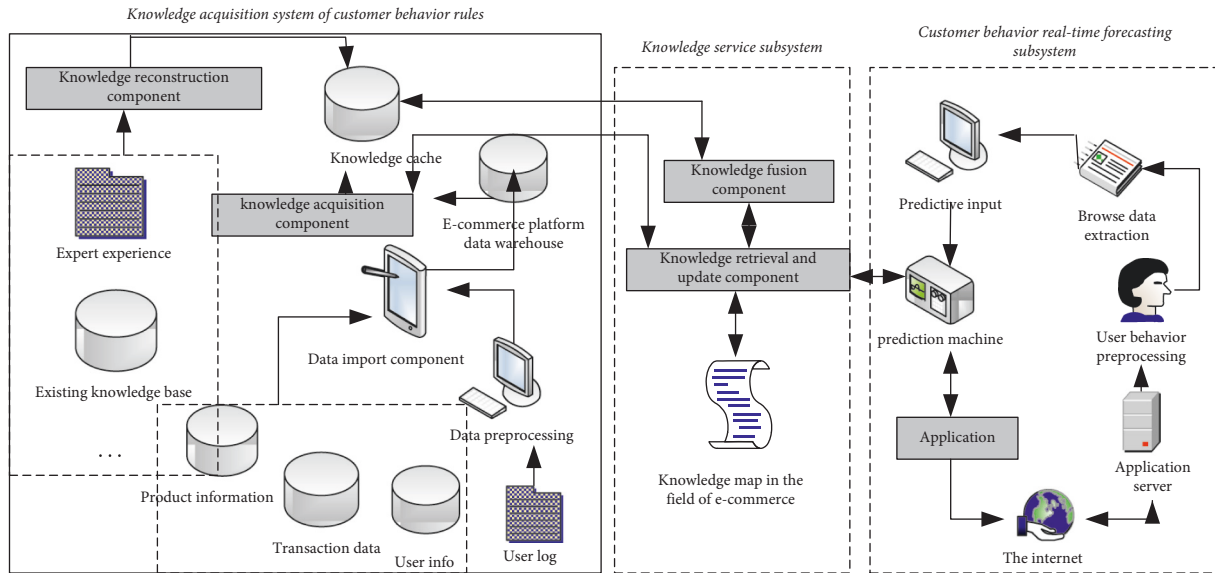 Knowledge acquisition system of customer behavior rules
Knowledge service subsystem
Customer behavior real-time forecasting
subsystem
Knowledge reconstruction
component
Knowledge cache
knowledge acquisition
component
E-commerce platform
data warehouse
Expert experience
Existing knowledge base
Data import component
Data preprocessing
. . .
Product information
Transaction data
User info
User log
Knowledge fusion
component
Knowledge retrieval and
update component
Knowledge map in the
field of e-commerce
Predictive input
Browse data
extraction
prediction machine
User behavior
preprocessing
Application
Application
server
The internet